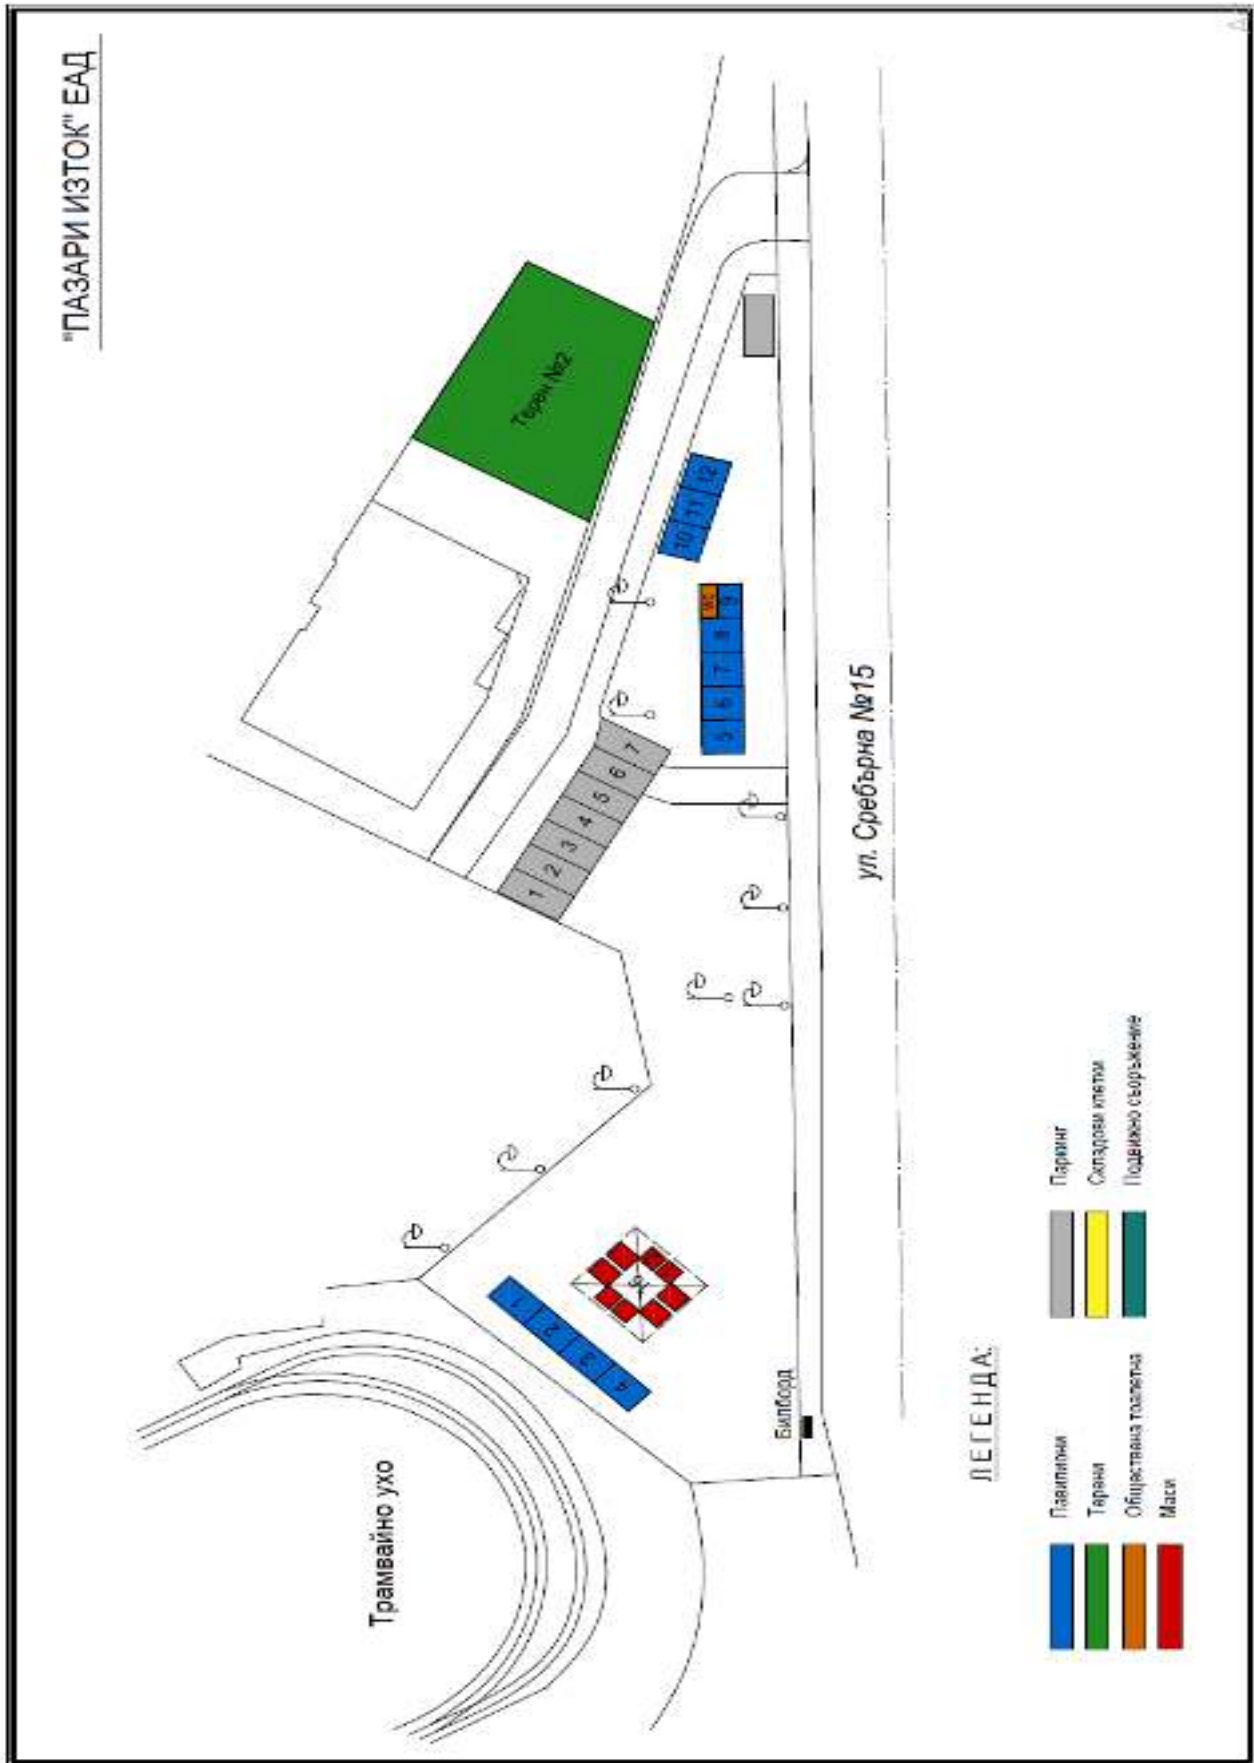 "ПАЗАРИ ИЗТОК" ЕАД
Терен №2
1
2
3
4
5
6
7
10
11
12
WC
5
6
7
8
9
ул. Сребърна №15
1
2
3
4
Билборд
Трамвайно ухо
ЛЕГЕНДА:
Павилиони
Терени
Обществена тоалетна
Маси
Паркинг
Складови клетки
Подвижно съоръжение